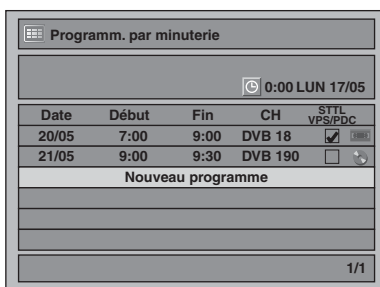 Programm. par minuterie
0:00 LUN 17/05
Date Début Fin CH STTL VPS/PDC
20/05 7:00 9:00 DVB 18
21/05 9:00 9:30 DVB 190
Nouveau programme
1/1